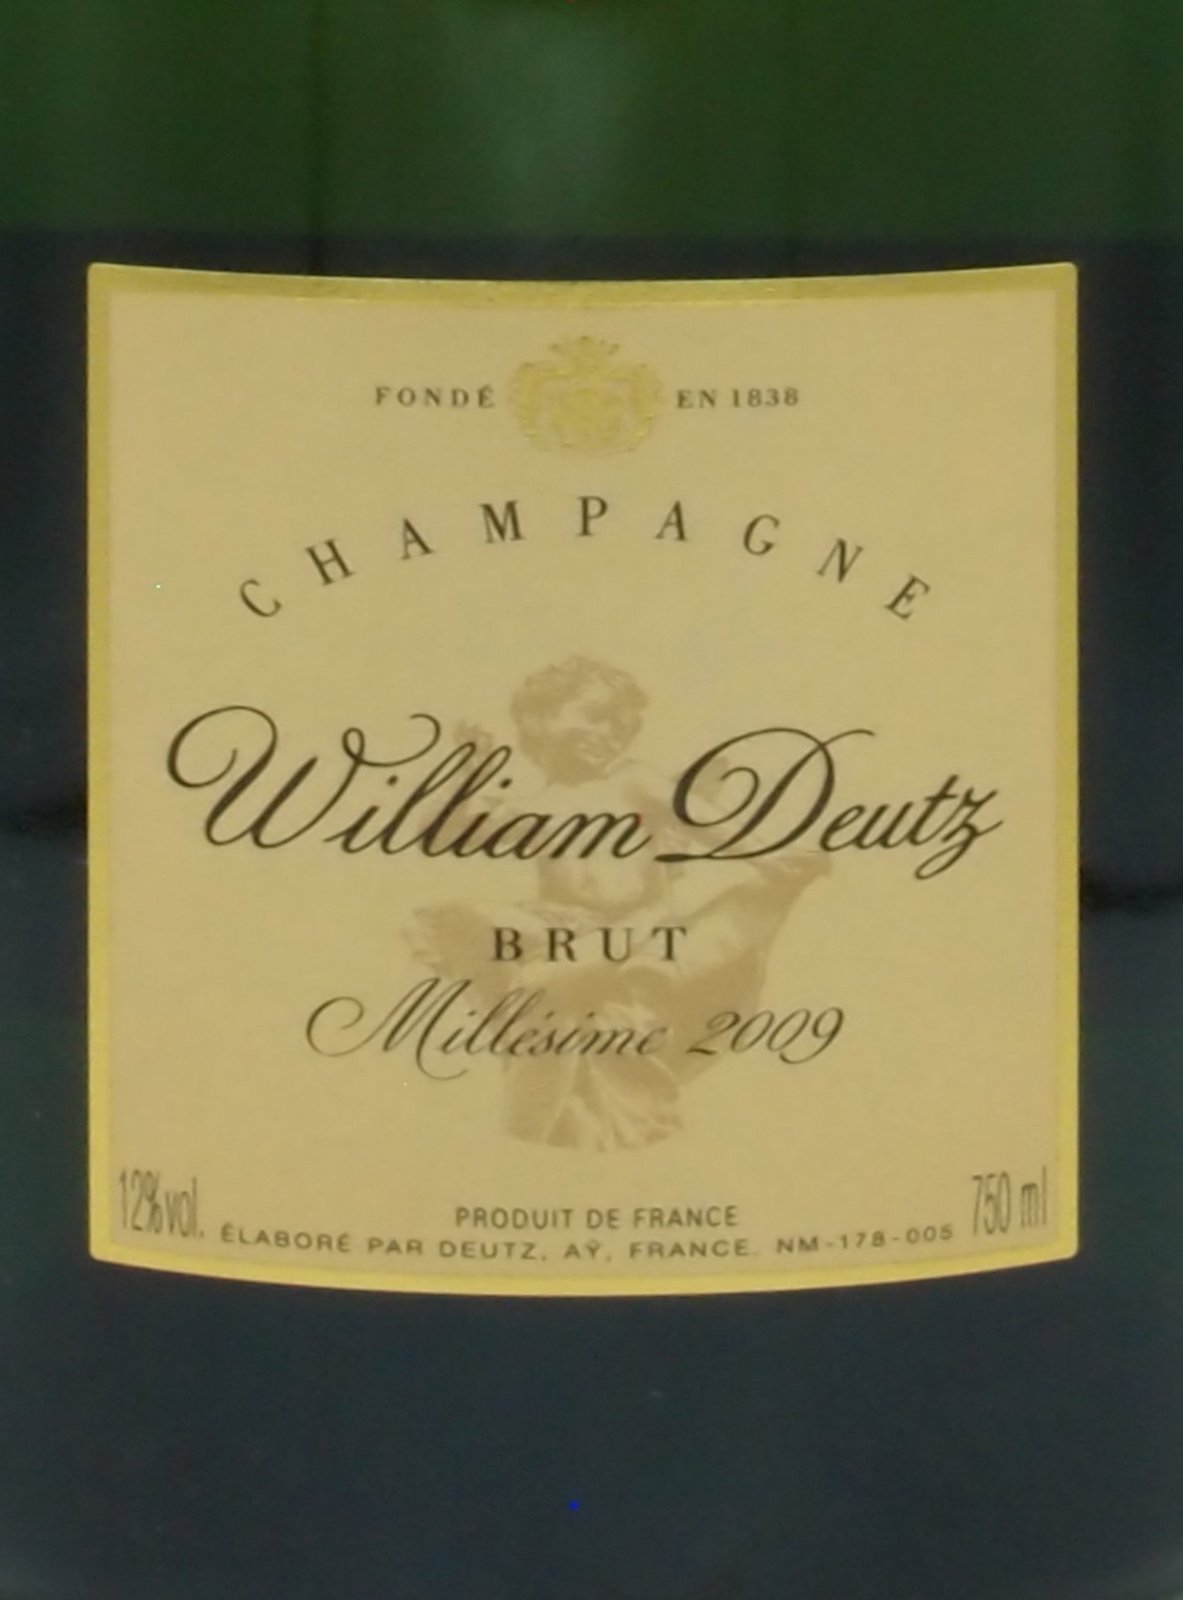 FONDÉ EN 1838
CHAMPAGNE
William Deutz
BRUT
Millésime 2009
12%vol.
PRODUIT DE FRANCE
ÉLABORÉ PAR DEUTZ, AŸ, FRANCE. NM-178-005
750 ml